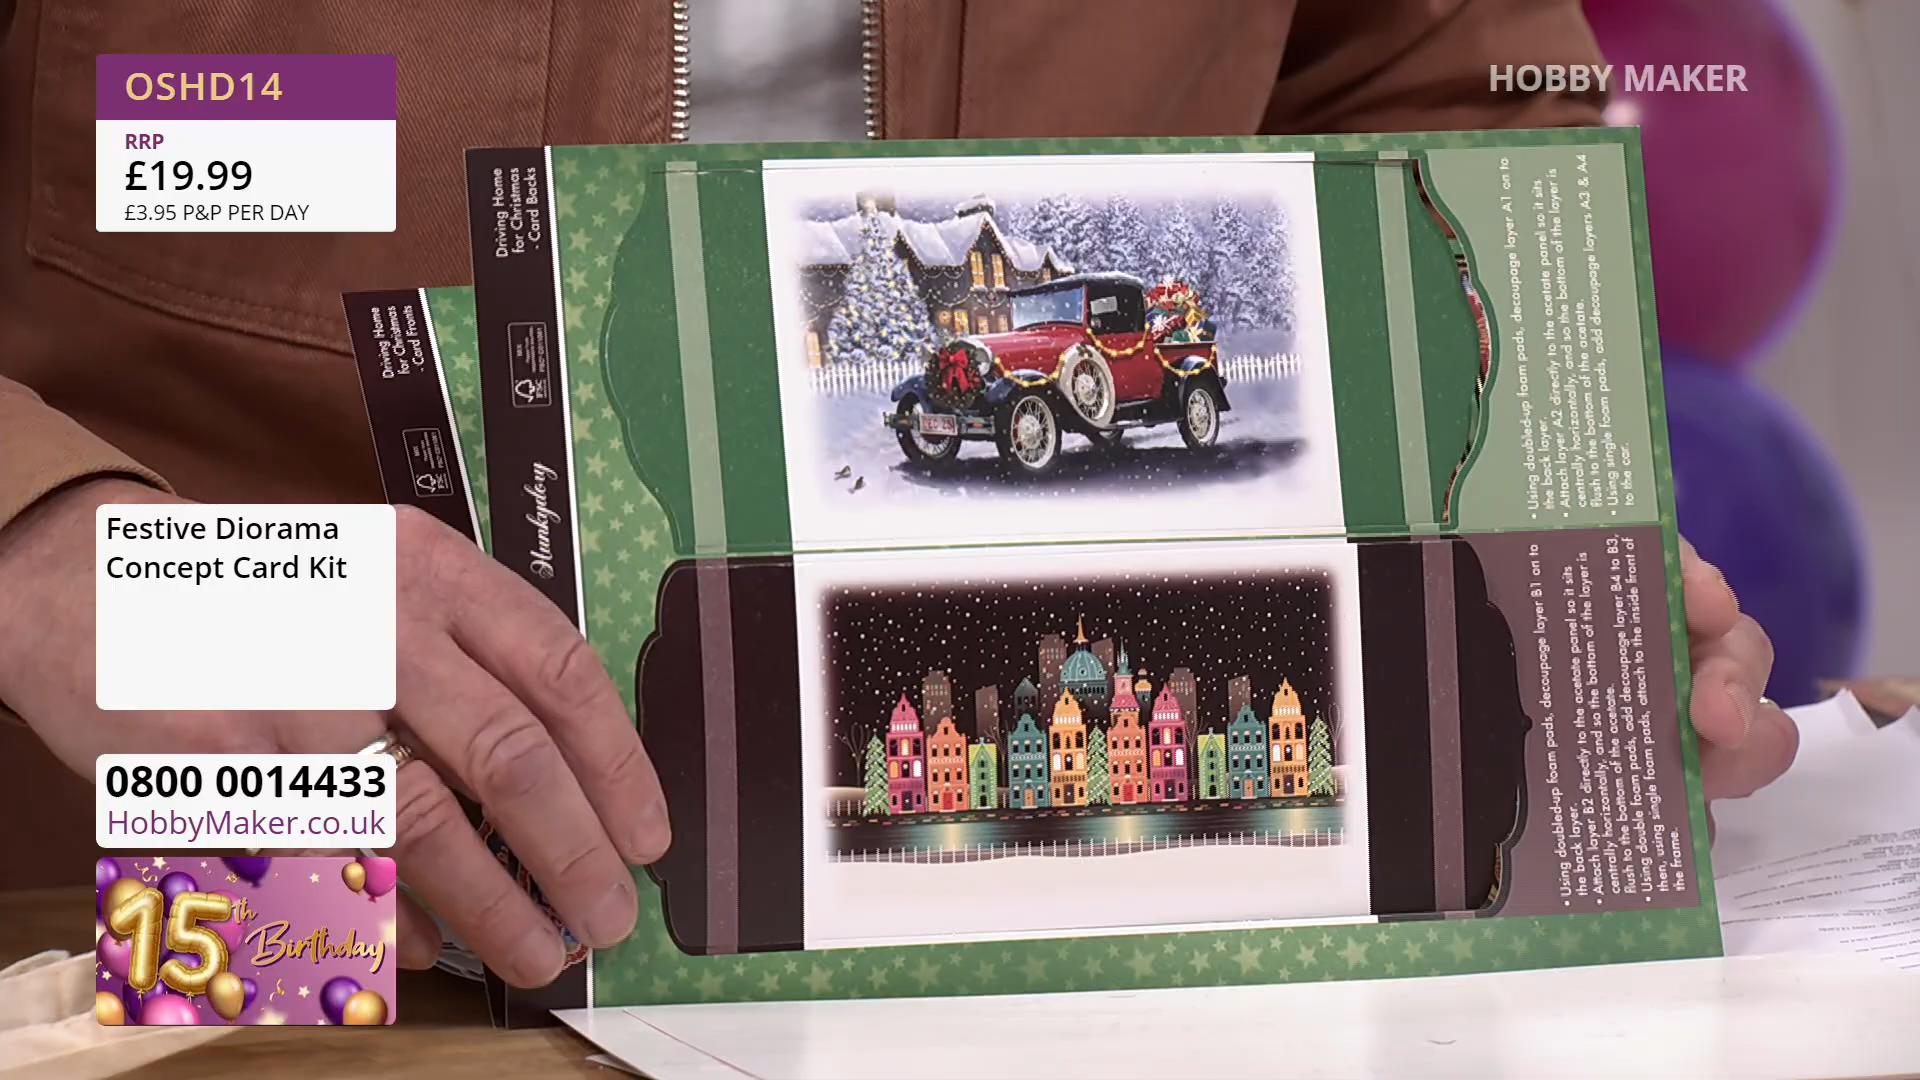 OSHD14
RRP
£19.99
£3.95 P&P PER DAY
HOBBY MAKER
Festive Diorama
Concept Card Kit
0800 0014433
HobbyMaker.co.uk
15th
Birthday
Driving Home
for Christmas
- Card Fronts
Driving Home
for Christmas
- Card Backs
Hunkydory
FSC
FSC
DEC 25
• Using doubled-up foam pads, decoupage layer A1 on to
the back layer.
• Attach layer A2 directly to the acetate panel so it sits
centrally horizontally, and so the bottom of the layer is
flush to the bottom of the acetate.
• Using single foam pads, add decoupage layers A3 & A4
to the car.
• Using doubled-up foam pads, decoupage layer B1 on to
the back layer.
• Attach layer B2 directly to the acetate panel so it sits
centrally horizontally, and so the bottom of the layer is
flush to the bottom of the acetate.
• Using double foam pads, add decoupage layer B4 to B3,
then, using single foam pads, attach to the inside front of
the frame.